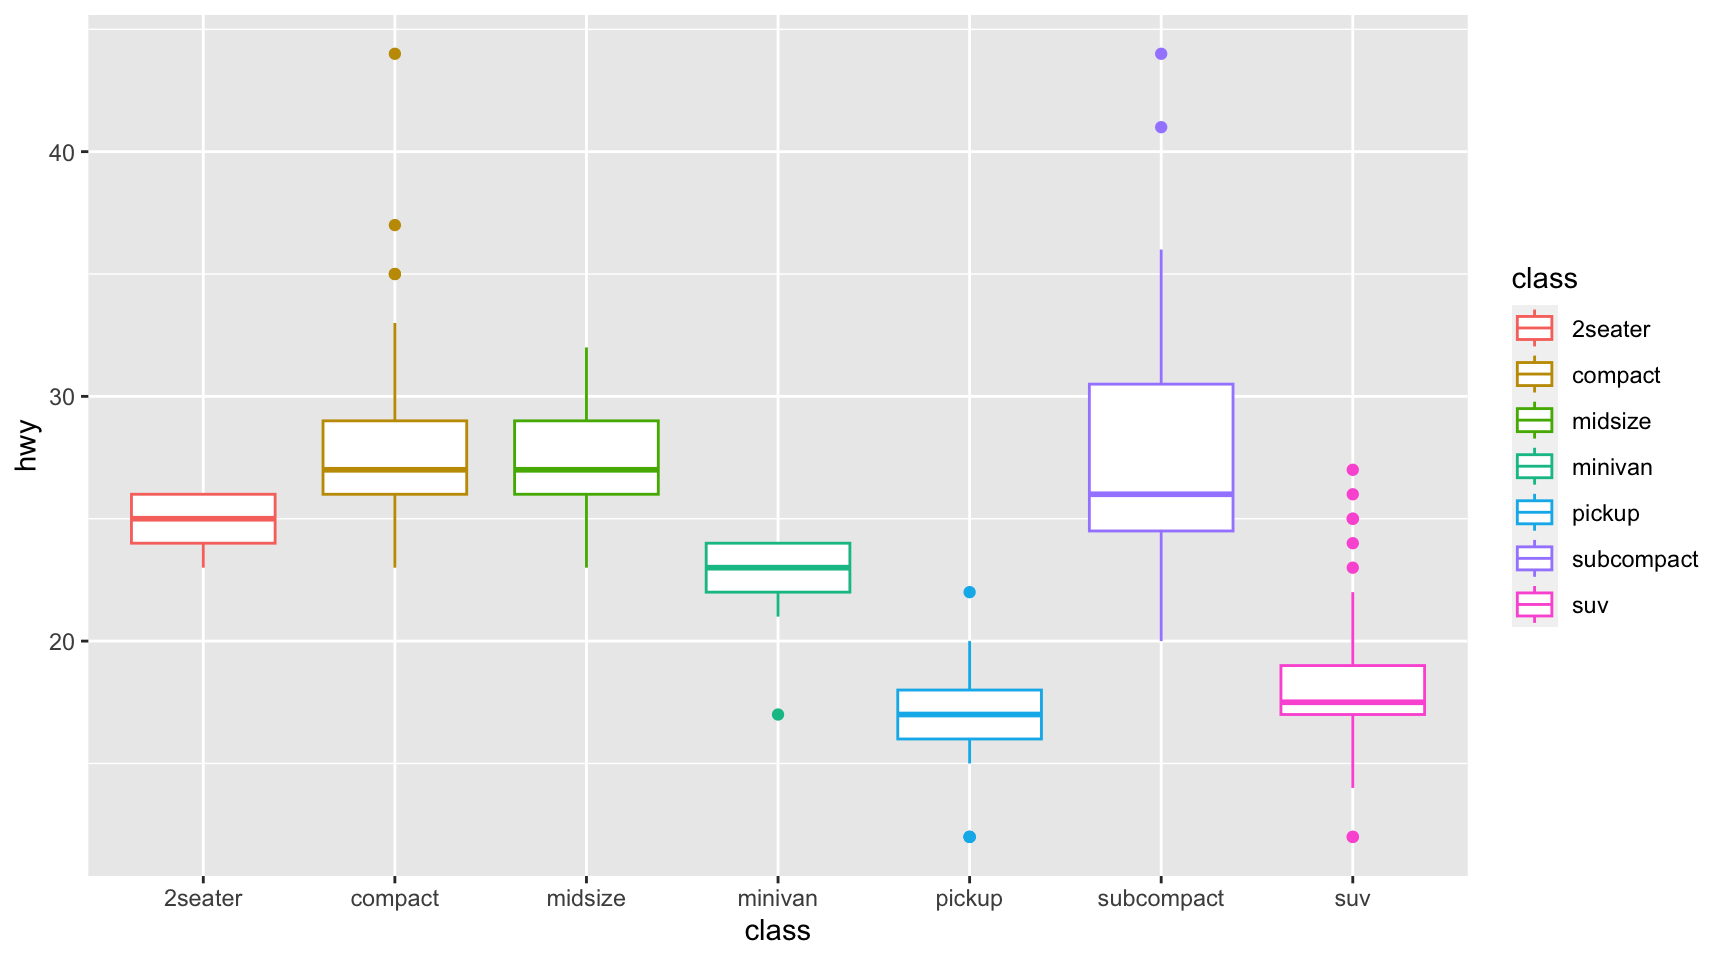 40
30
20
hwy
2seater
compact
midsize
minivan
pickup
subcompact
suv
class
class
2seater
compact
midsize
minivan
pickup
subcompact
suv